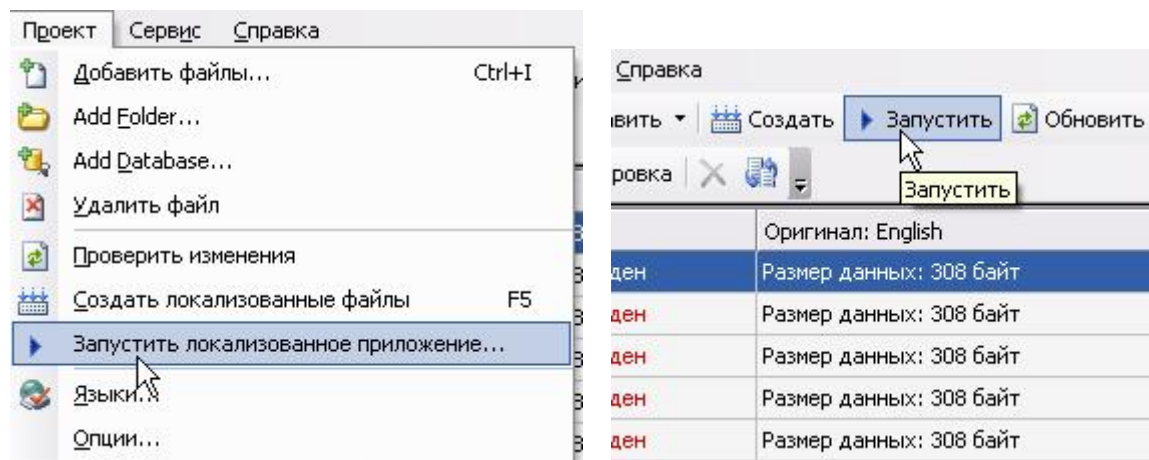 Проект Сервис Справка
Добавить файлы... Ctrl+I
Add Folder...
Add Database...
Удалить файл
Проверить изменения
Создать локализованные файлы F5
Запустить локализованное приложение...
Языки...
Опции...
Справка
Создать Запустить Обновить
Запустить
Оригинал: English
Размер данных: 308 байт
Размер данных: 308 байт
Размер данных: 308 байт
Размер данных: 308 байт
Размер данных: 308 байт